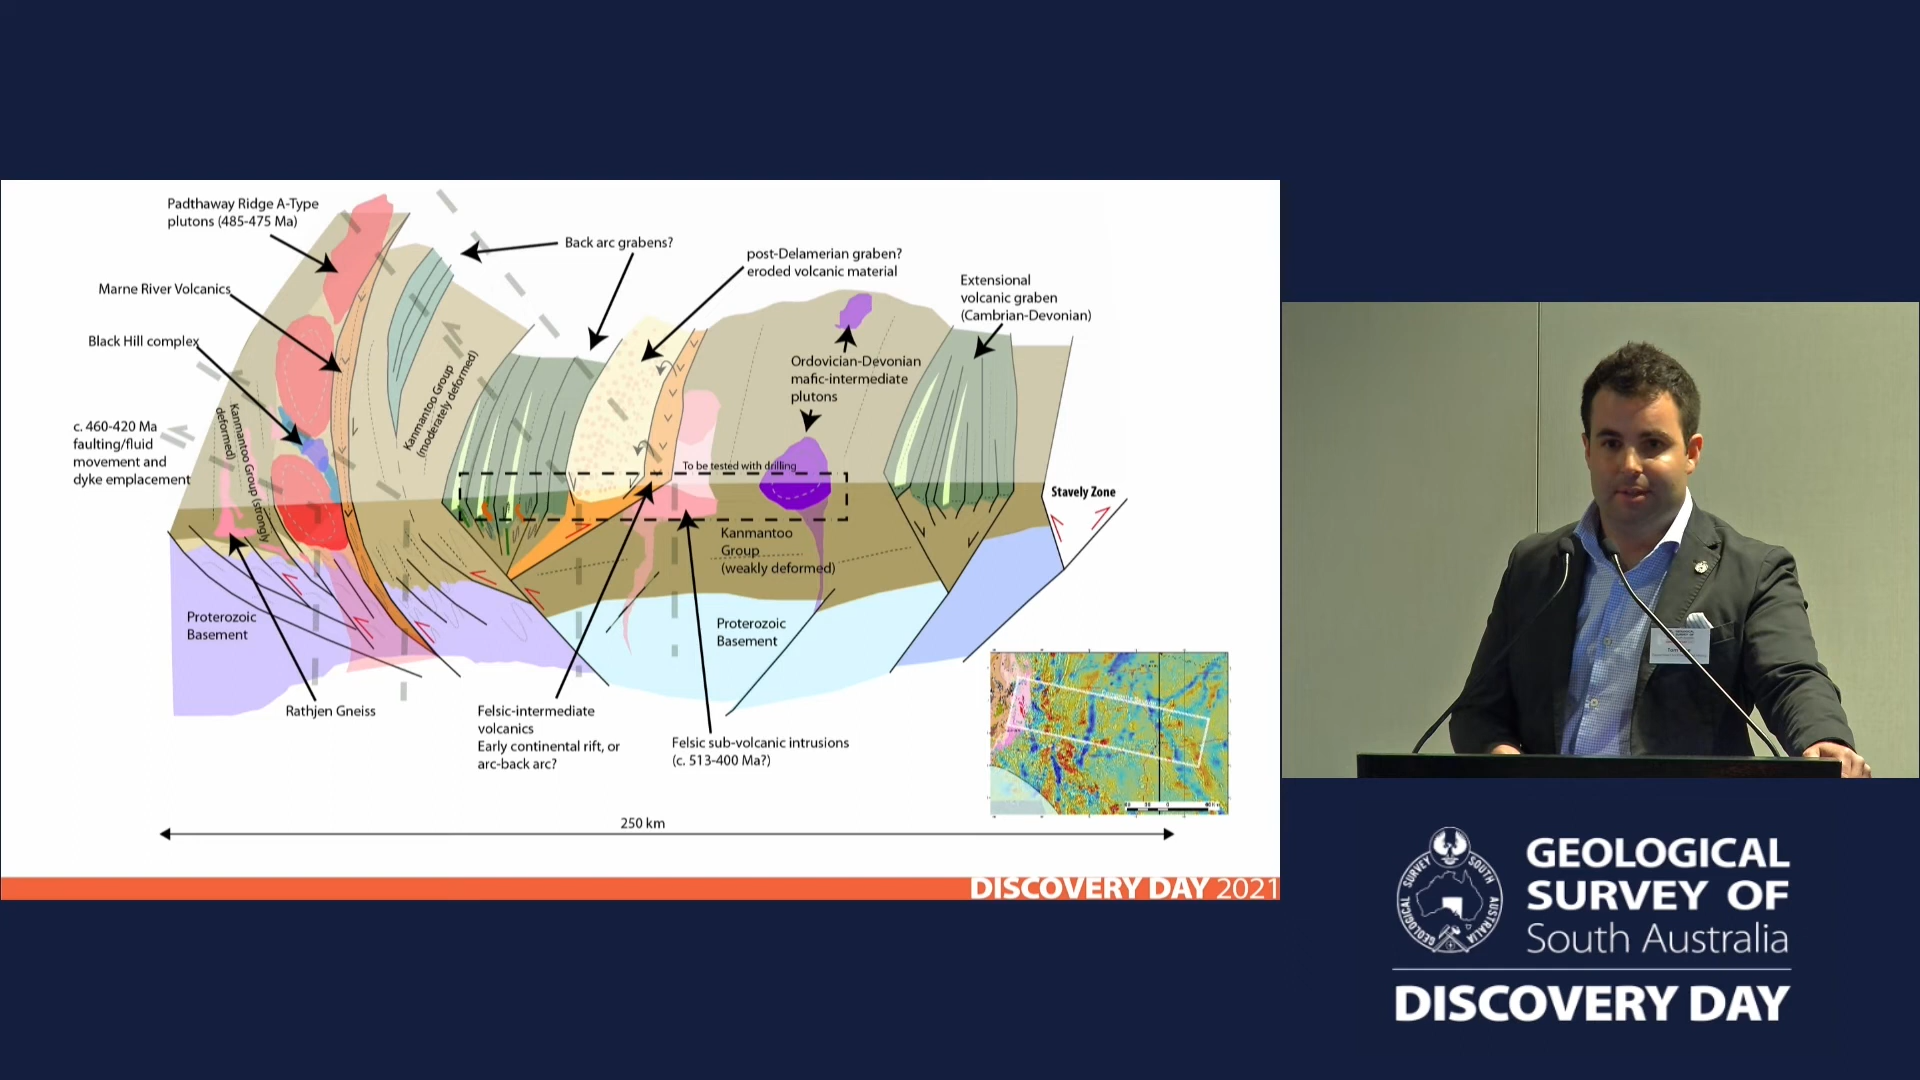 Padthaway Ridge A-Type
plutons (485-475 Ma)
Back arc grabens?
post-Delamerian graben?
eroded volcanic material
Extensional
volcanic graben
(Cambrian-Devonian)
Marne River Volcanics
Black Hill complex
Ordovician-Devonian
mafic-intermediate
plutons
c. 460-420 Ma
faulting/fluid
movement and
dyke emplacement
Kanmantoo Group (strongly
deformed)
Kanmantoo Group
(moderately deformed)
To be tested with drilling
Stavely Zone
Kanmantoo
Group
(weakly deformed)
Proterozoic
Basement
Proterozoic
Basement
Rathjen Gneiss
Felsic-intermediate
volcanics
Early continental rift, or
arc-back arc?
Felsic sub-volcanic intrusions
(c. 513-400 Ma?)
250 km
DISCOVERY DAY 2021
GEOLOGICAL SURVEY SOUTH AUSTRALIA
GEOLOGICAL
SURVEY OF
South Australia
DISCOVERY DAY